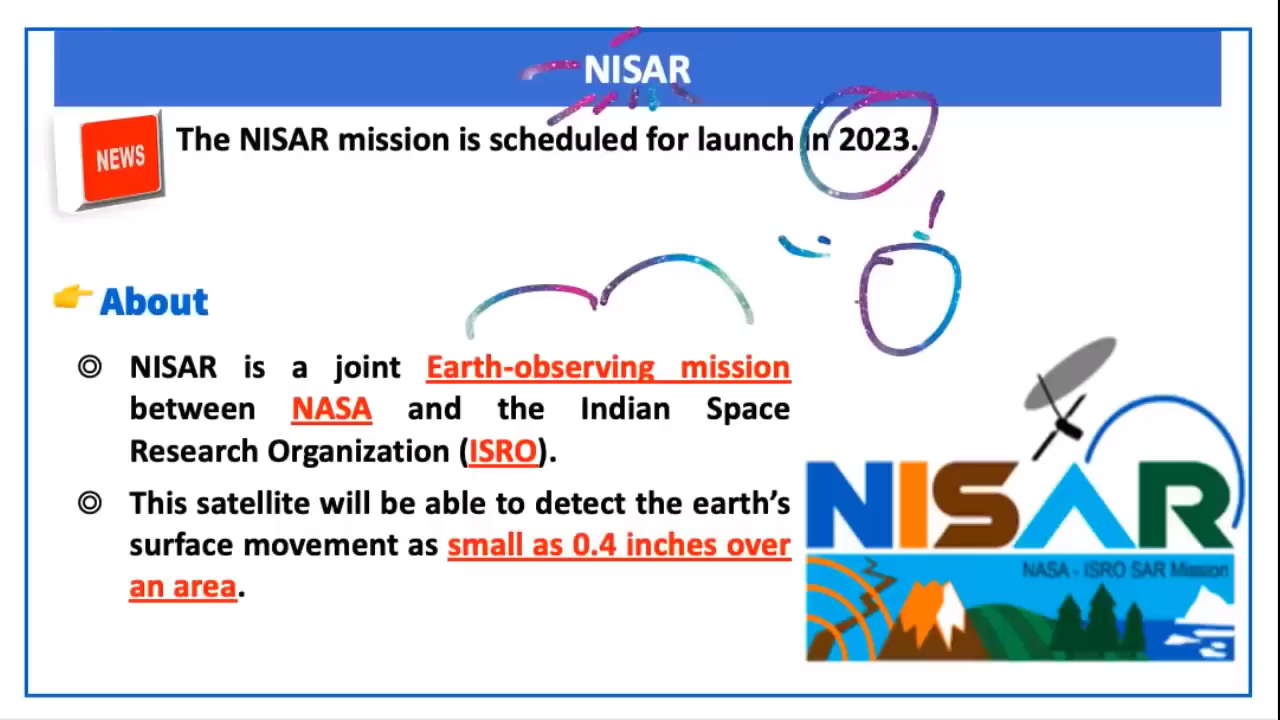 NISAR
NEWS
The NISAR mission is scheduled for launch in 2023.
👉 About
◎ NISAR is a joint Earth-observing mission
between NASA and the Indian Space
Research Organization (ISRO).
◎ This satellite will be able to detect the earth’s
surface movement as small as 0.4 inches over
an area.
NISAR
NASA - ISRO SAR Mission